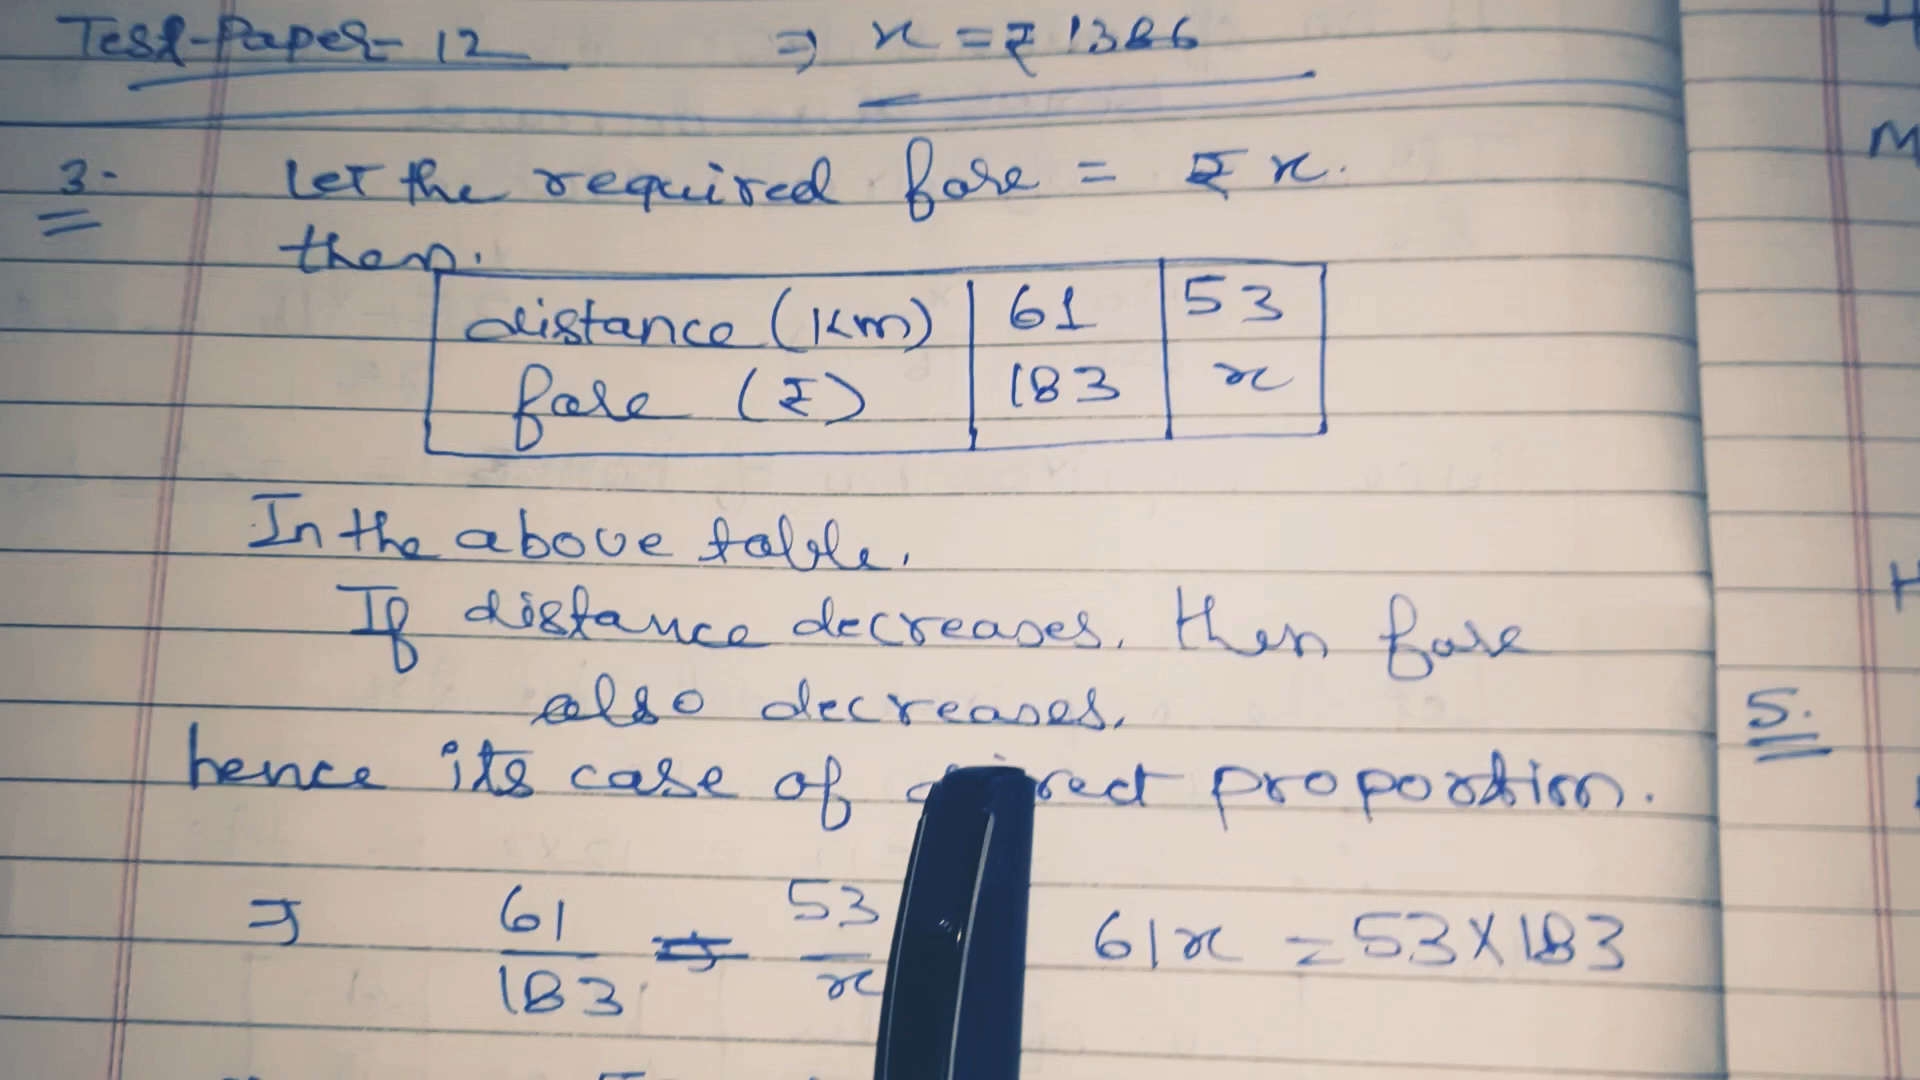 Test-Paper-12 ⇒ x = ₹ 1386
3. Let the required fare = ₹ x.
then.
distance (Km) 61 53
fare (₹) 183 x
In the above table,
If distance decreases, then fare
also decreases,
hence its case of direct proportion.
⇒ 61/183 = 53/x 61x = 53×183
5.